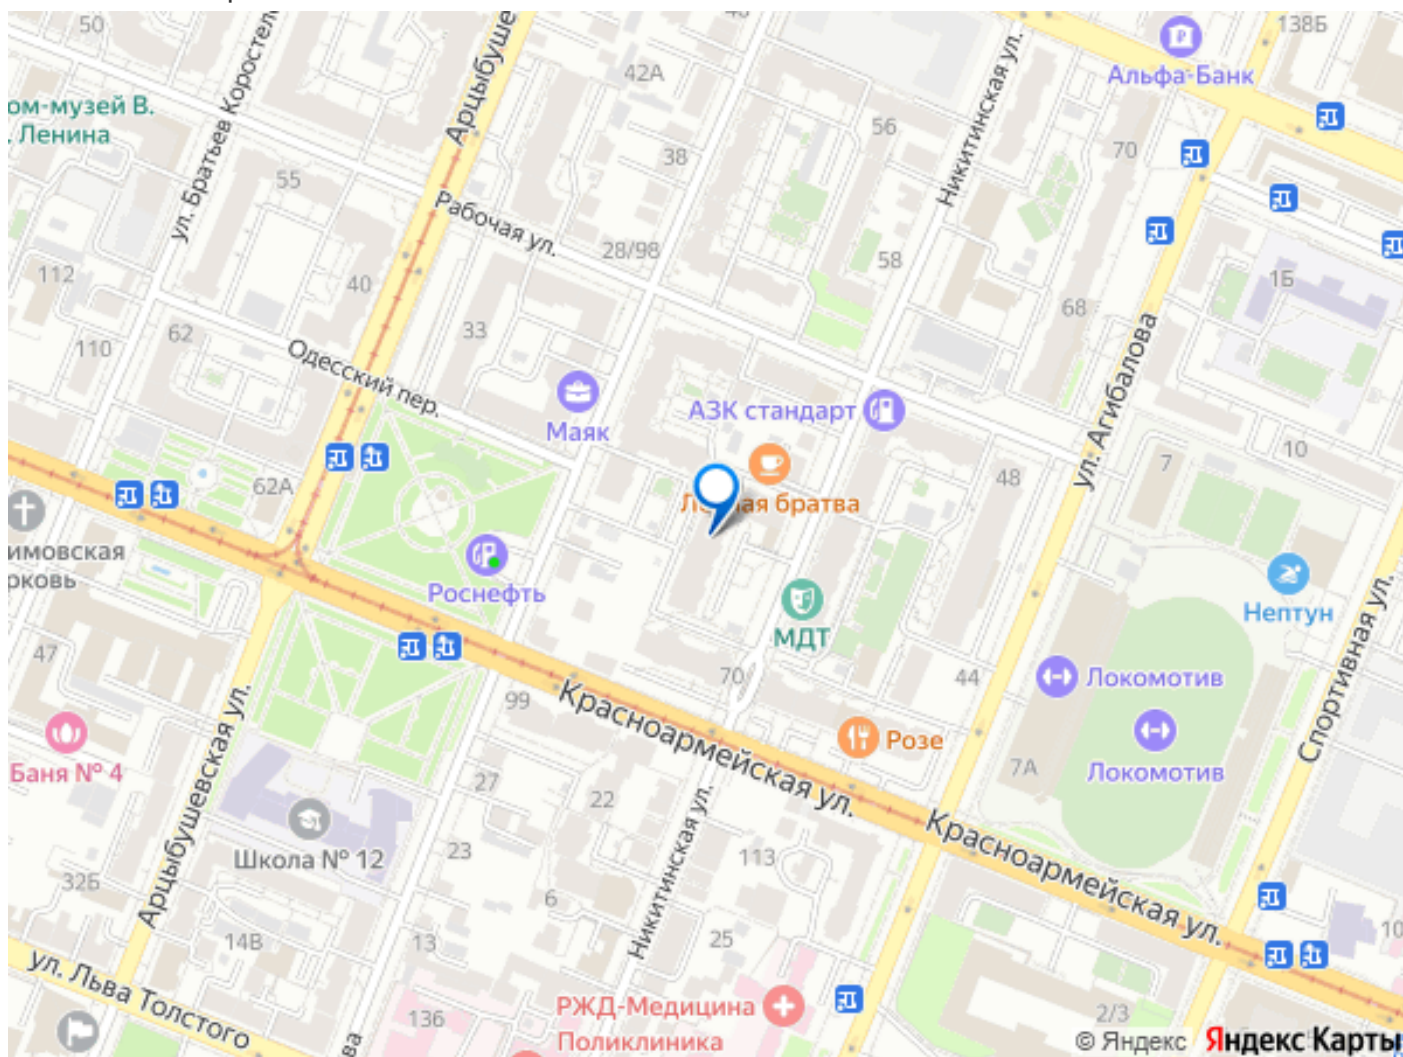 50
42А
Альфа-Банк
138Б
ом-музей В.
. Ленина
ул. Братьев Коростел
Арцыбуше
Никитинская ул.
56
38
70
55
Рабочая ул.
28/98
58
112
40
1Б
68
33
62
110
Одесский пер.
Маяк
АЗК стандарт
ул. Агибалова
10
7
48
62А
ая братва
имовская
рковь
Роснефть
Нептун
МДТ
Спортивная ул.
47
70
44
Локомотив
99
Красноармейская ул.
Розе
Локомотив
Баня № 4
Арцыбушевская ул.
27
22
7А
Красноармейская ул.
Школа № 12
23
113
32Б
6
Никитинская ул.
14В
13
25
10
ул. Льва Толстого
РЖД-Медицина
Поликлиника
136
ва
2/3
© Яндекс Яндекс Карты